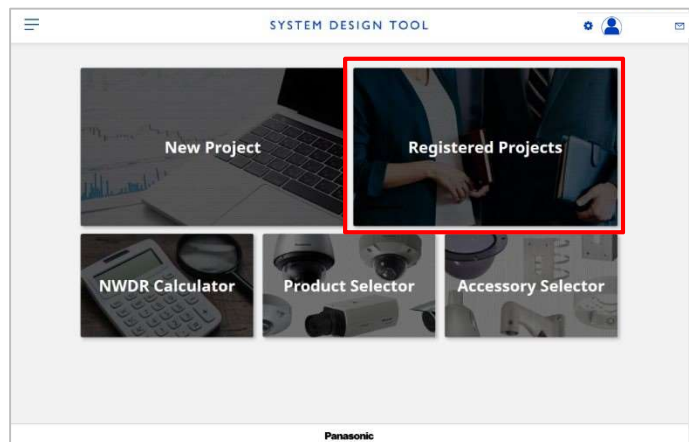 SYSTEM DESIGN TOOL
New Project
Registered Projects
NWDR Calculator
Product Selector
Accessory Selector
Panasonic